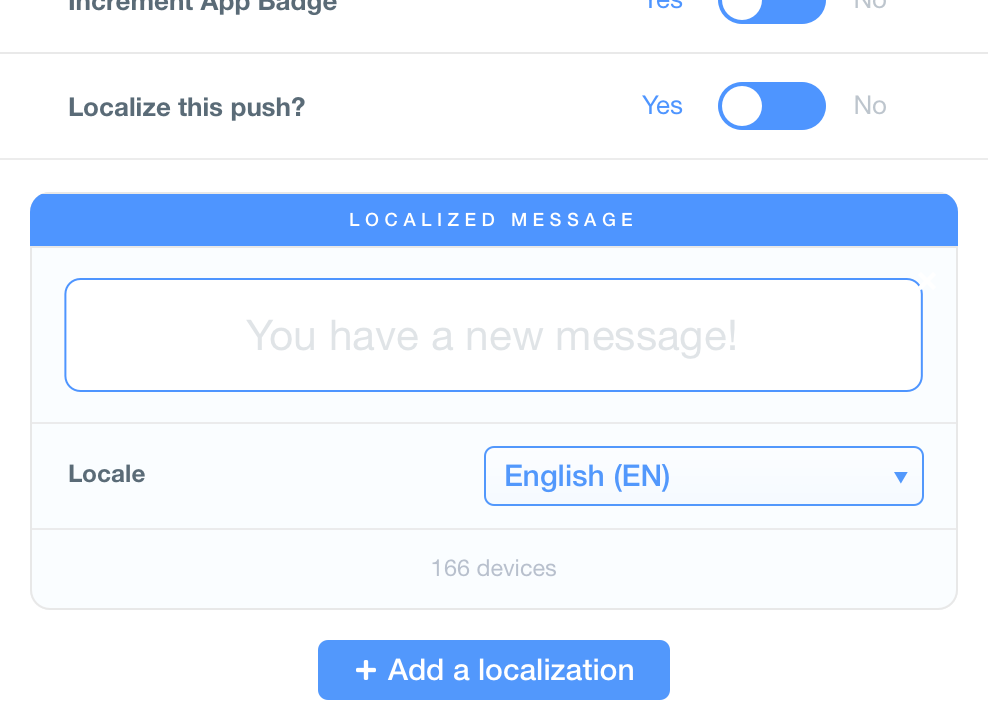 Increment App Badge Yes No
Localize this push? Yes No
LOCALIZED MESSAGE
You have a new message!
Locale English (EN)
166 devices
+ Add a localization